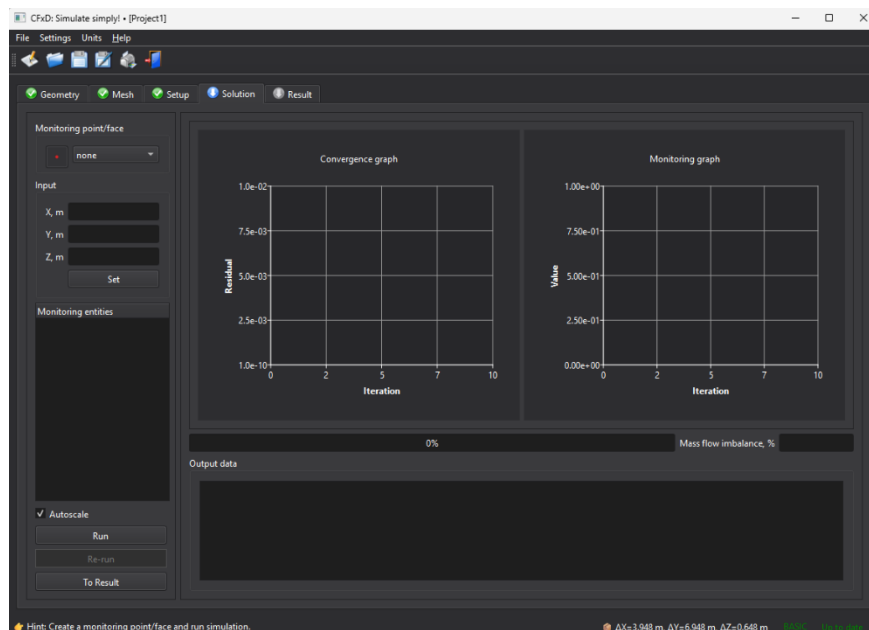 CFxD: Simulate simply! • [Project1]
File Settings Units Help
Geometry Mesh Setup Solution Result
Monitoring point/face
none
Input
X, m
Y, m
Z, m
Set
Monitoring entities
Autoscale
Run
Re-run
To Result
Convergence graph
1.0e-02
7.5e-03
5.0e-03
2.5e-03
1.0e-10
Residual
0 2 5 7 10
Iteration
Monitoring graph
1.00e+00
7.50e-01
5.00e-01
2.50e-01
0.00e+00
Value
0 2 5 7 10
Iteration
0%
Mass flow imbalance, %
Output data
Hint: Create a monitoring point/face and run simulation.
ΔX=3.948 m, ΔY=6.948 m, ΔZ=0.648 m BASIC Up to date